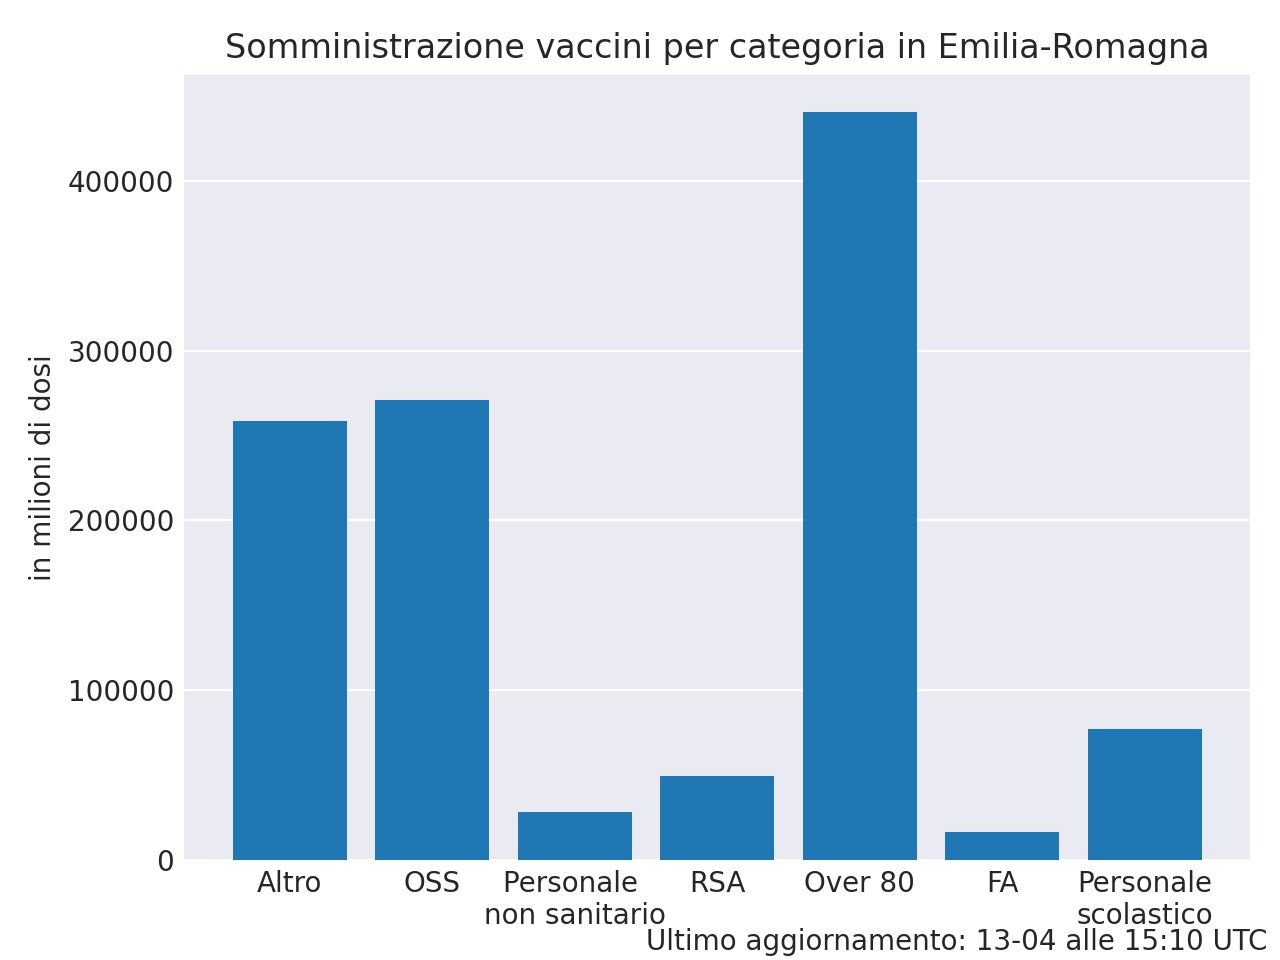 Somministrazione vaccini per categoria in Emilia-Romagna
in milioni di dosi
400000
300000
200000
100000
0
Altro
OSS
Personale
non sanitario
RSA
Over 80
FA
Personale
scolastico
Ultimo aggiornamento: 13-04 alle 15:10 UTC